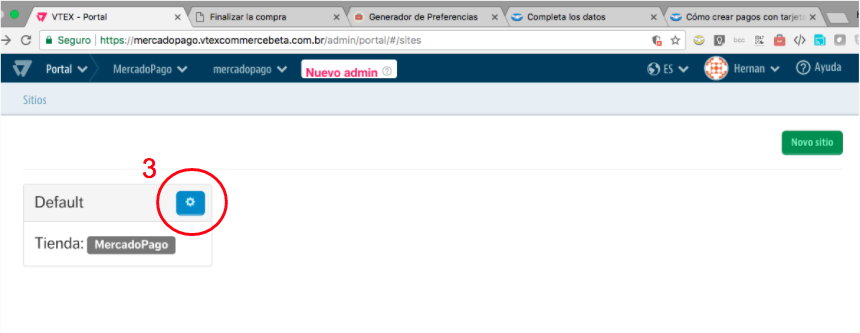 VTEX - Portal × Finalizar la compra × Generador de Preferencias × Completa los datos × Cómo crear pagos con tarjet ×
Seguro | https://mercadopago.vtexcommercebeta.com.br/admin/portal/#/sites
Portal MercadoPago mercadopago Nuevo admin ? ES Hernan ? Ayuda
Sitios
Novo sitio
3
Default
Tienda: MercadoPago